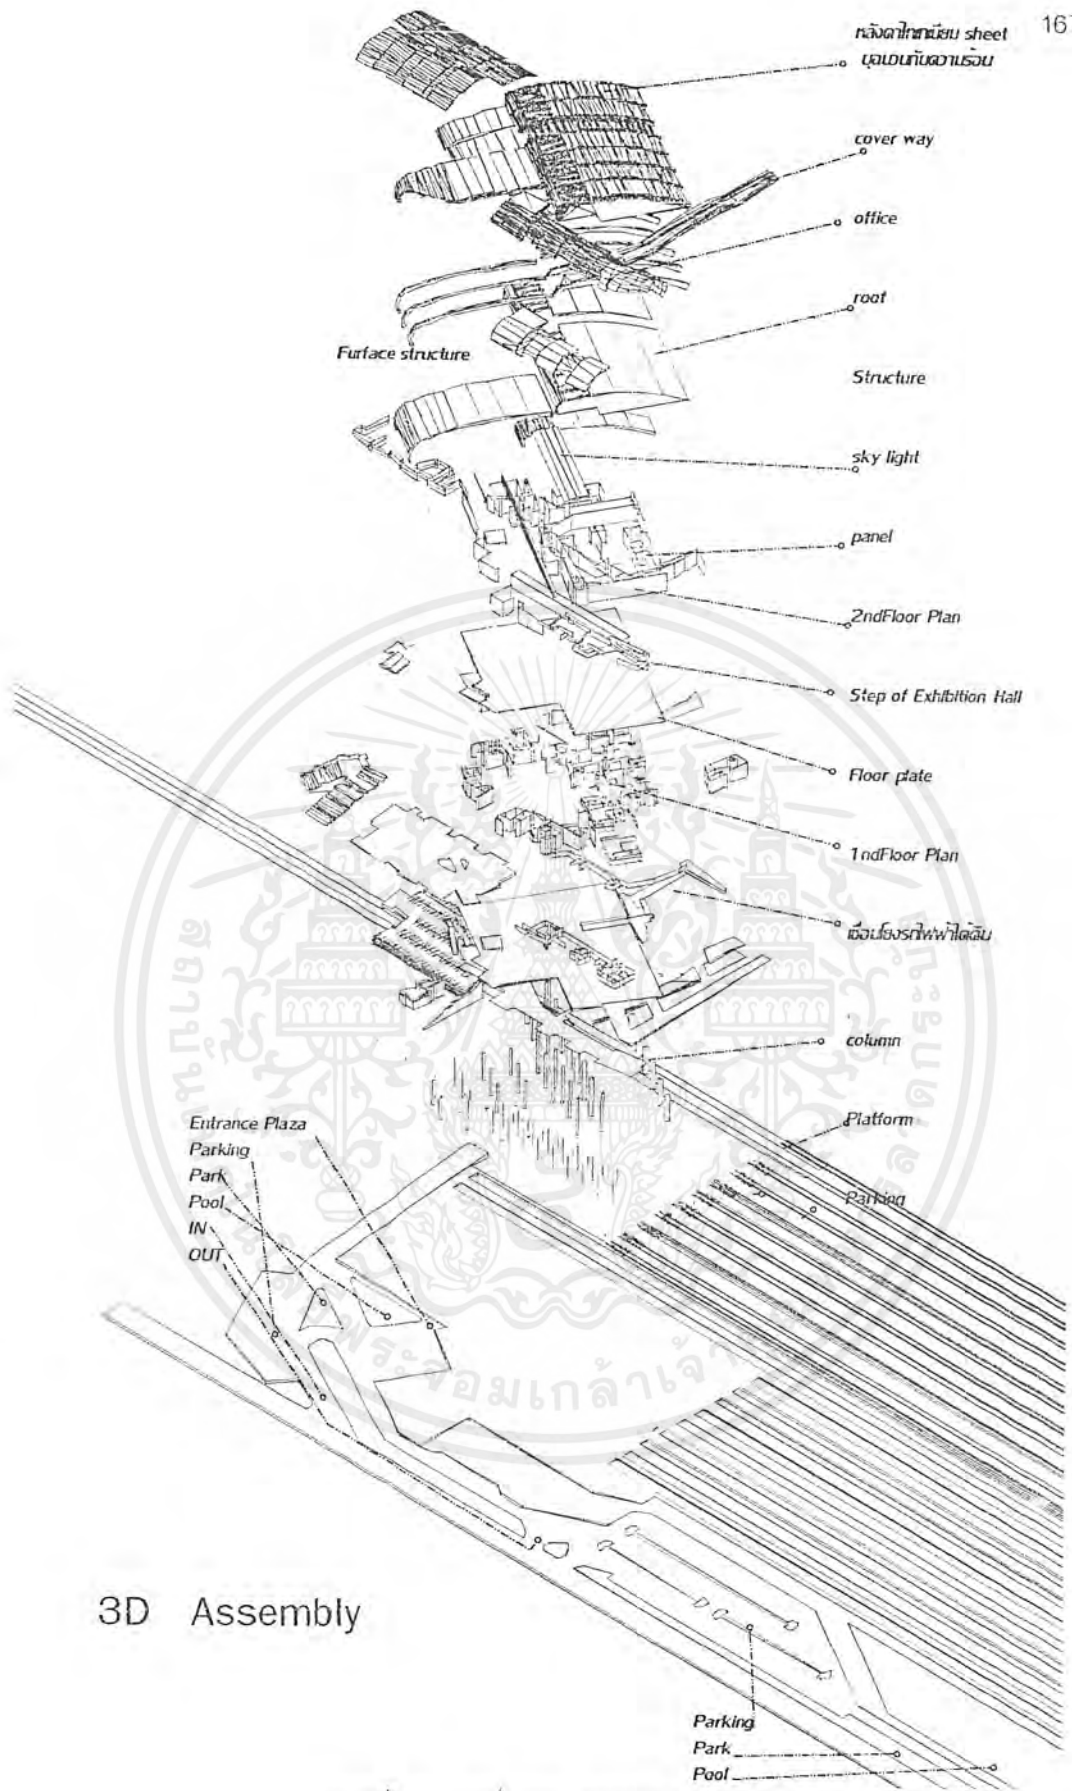 16
หลังคาไททาเนียม sheet
บุฉนวนกันความร้อน
cover way
office
roof
Furface structure
Structure
sky light
panel
2ndFloor Plan
Step of Exhibition Hall
Floor plate
1ndFloor Plan
เชื่อมโยงรถไฟฟ้าใต้ดิน
column
Entrance Plaza
Parking
Park
Pool
IN
OUT
Platform
Parking
3D Assembly
Parking
Park
Pool